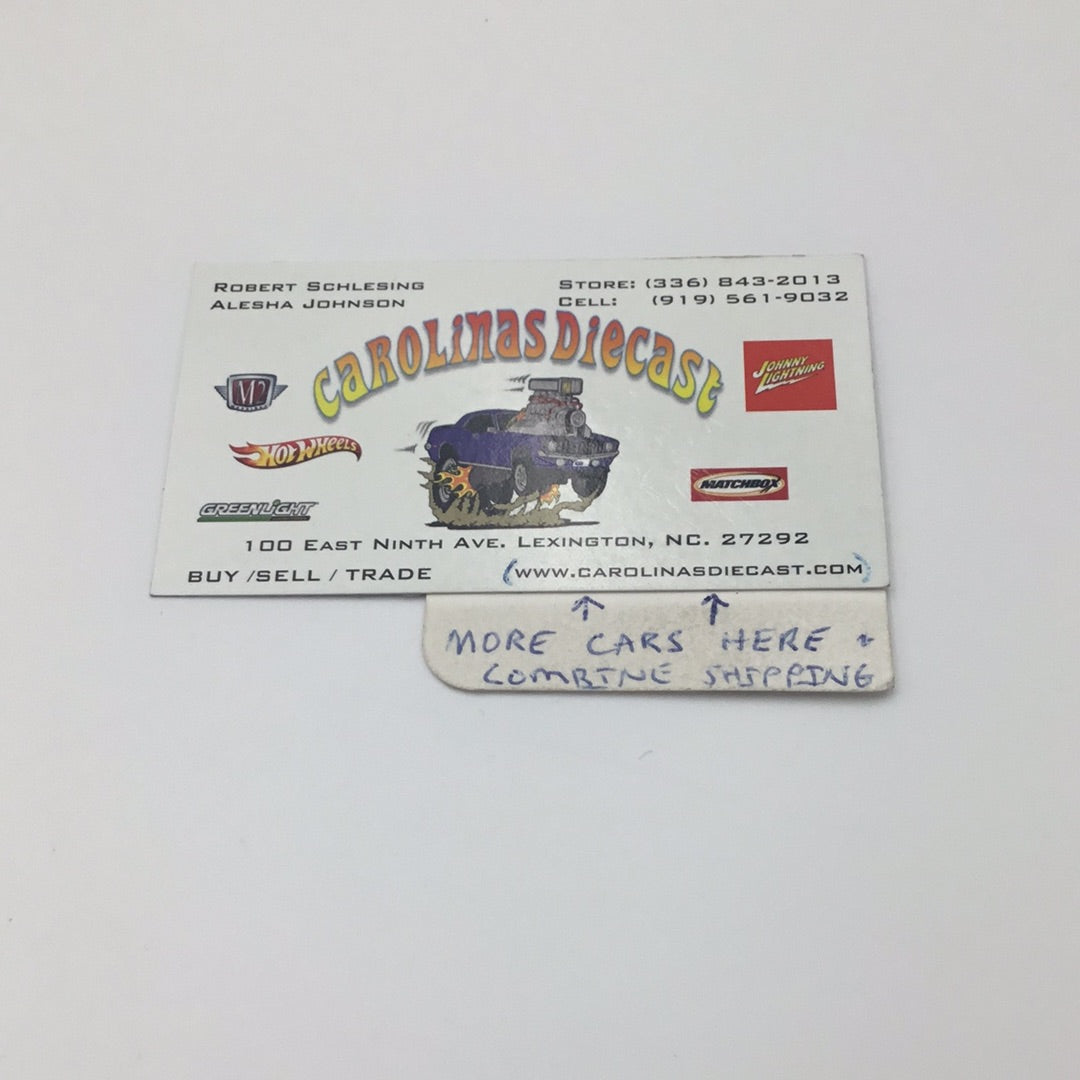 ROBERT SCHLESING
ALESHA JOHNSON
STORE: (336) 843-2013
CELL: (919) 561-9032
CAROLINAS DIECAST
M2
JOHNNY
LIGHTNING
HOT WHEELS
MATCHBOX
GREENLIGHT
100 EAST NINTH AVE. LEXINGTON, NC. 27292
BUY /SELL / TRADE
(WWW.CAROLINASDIECAST.COM)
↑ ↑
MORE CARS HERE +
COMBINE SHIPPING